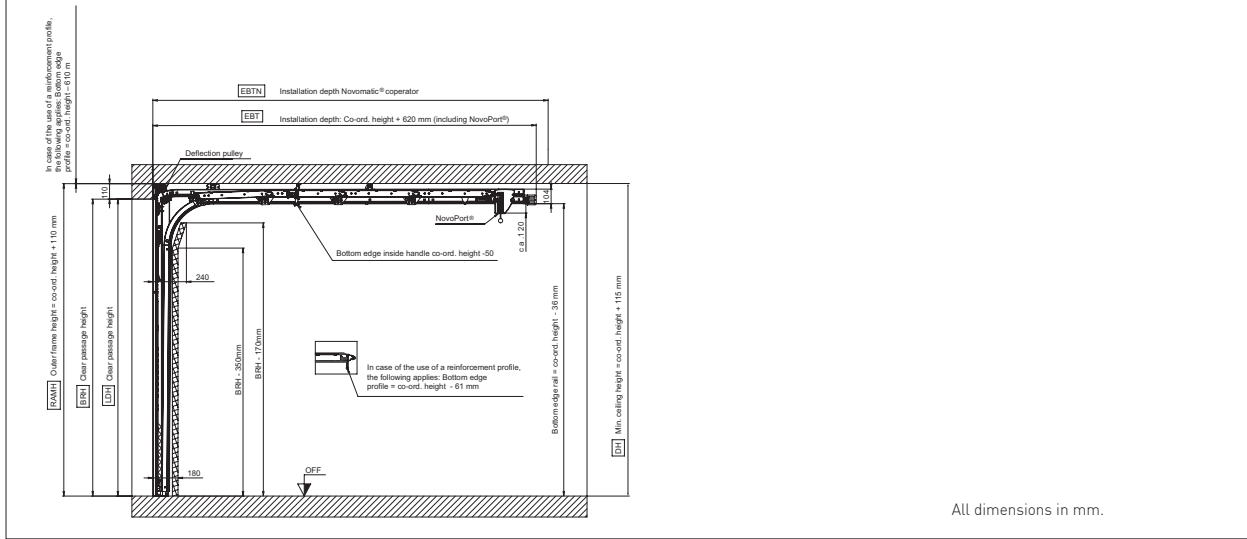 In case of the use of a reinforcement profile,
the following applies: Bottom edge
profile = co-ord. height – 610 m
EBTN Installation depth Novomatic® coperator
EBT Installation depth: Co-ord. height + 620 mm (including NovoPort®)
Deflection pulley
110
104
NovoPort®
ca. 120
Bottom edge inside handle co-ord. height -50
240
RAMH Outer frame height = co-ord. height + 110 mm
BRH Clear passage height
LDH Clear passage height
BRH - 350mm
BRH - 170mm
In case of the use of a reinforcement profile,
the following applies: Bottom edge
profile = co-ord. height - 61 mm
Bottom edge rail = co-ord. height - 36 mm
DH Min. ceiling height = co-ord. height + 115 mm
180
OFF
All dimensions in mm.